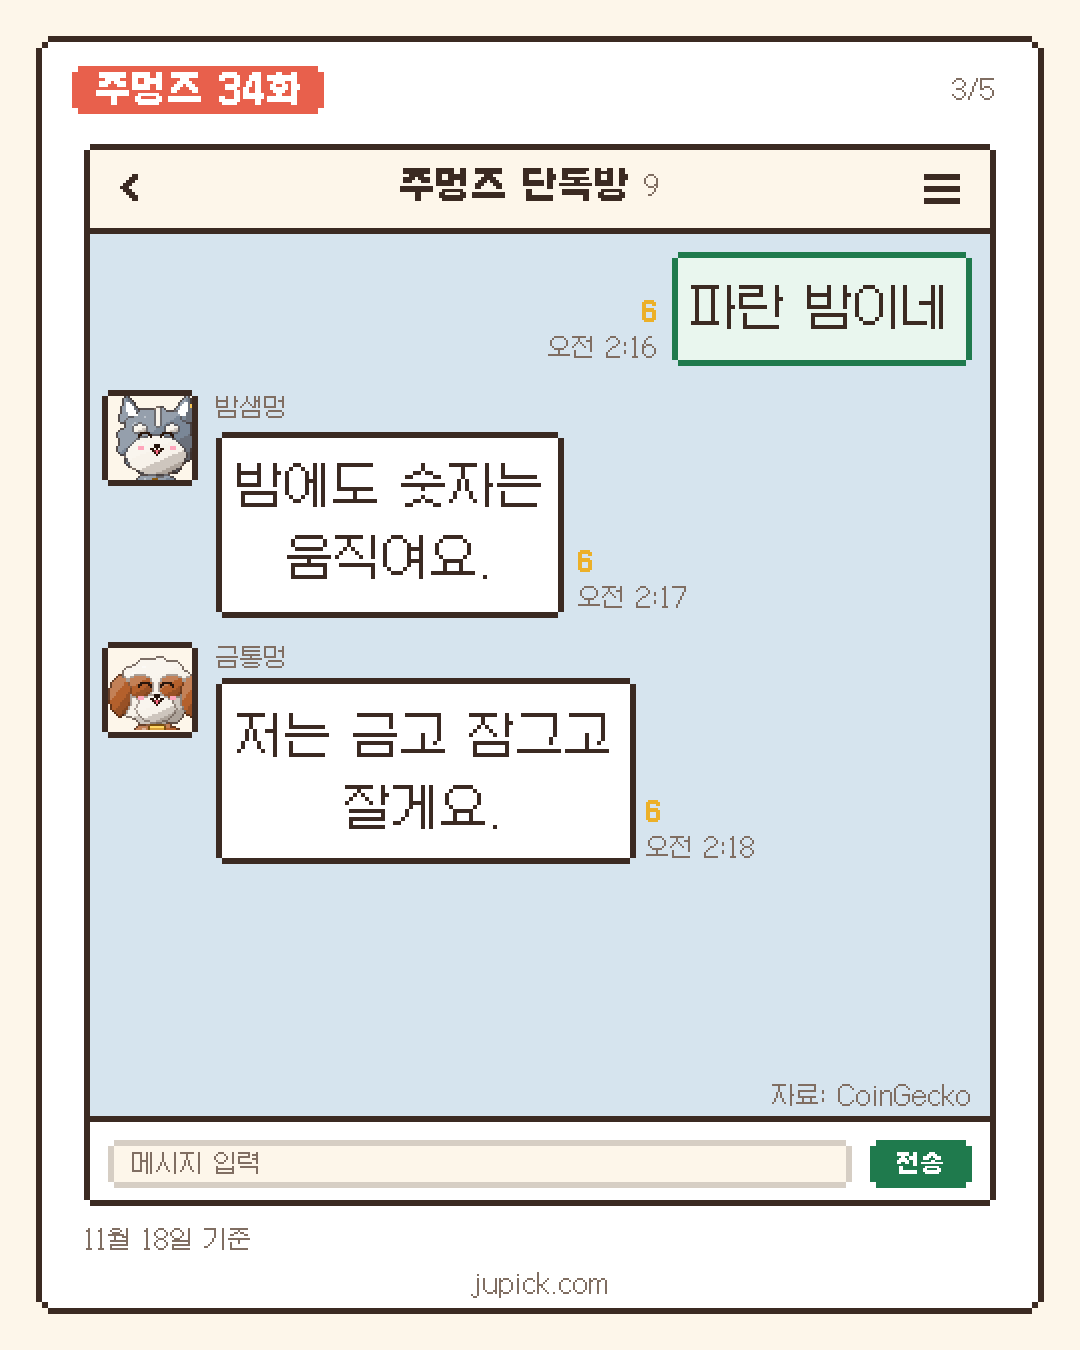 주멍즈 34화
3/5
주멍즈 단독방 9
파란 밤이네
6
오전 2:16
밤샘멍
밤에도 숫자는
움직여요.
6
오전 2:17
금통멍
저는 금고 잠그고
잘게요.
6
오전 2:18
자료: CoinGecko
메시지 입력
전송
11월 18일 기준
jupick.com